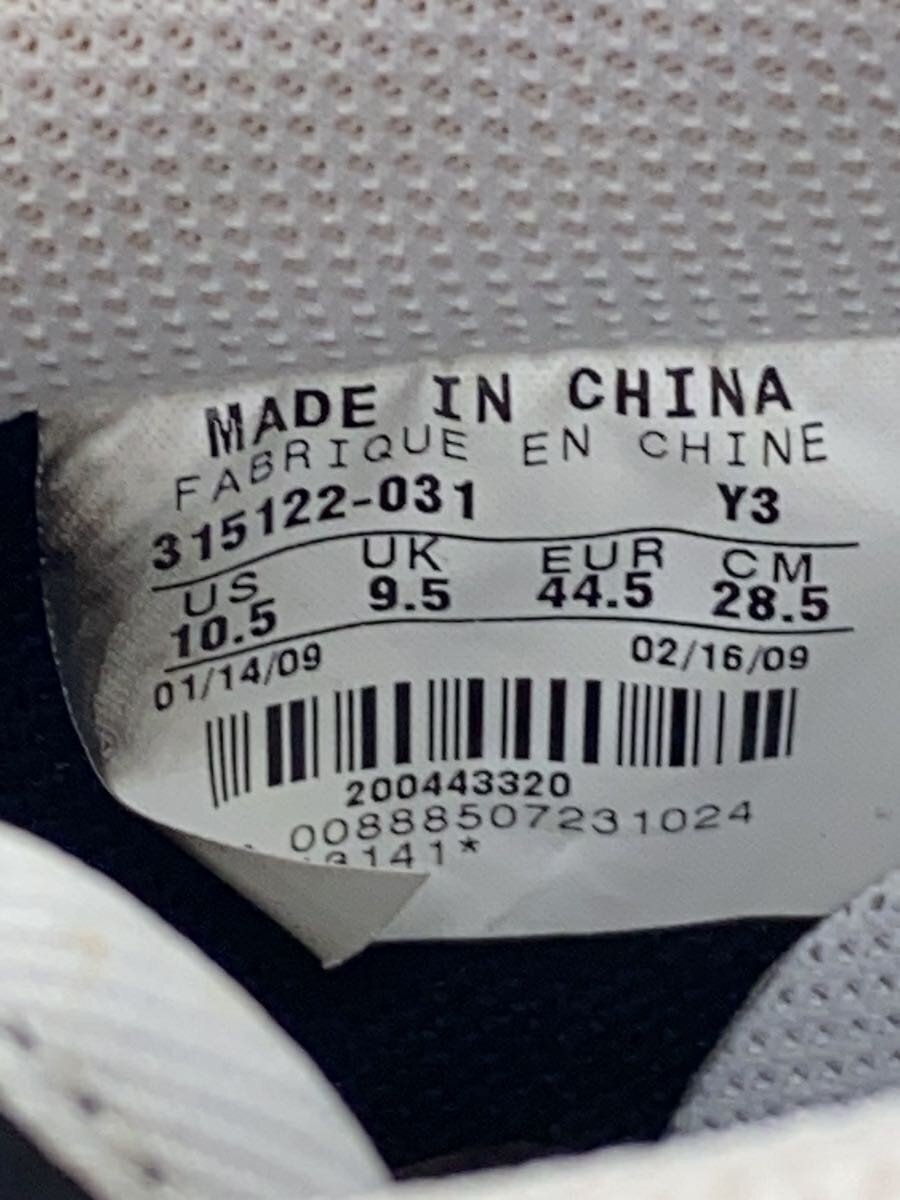 MADE IN CHINA
FABRIQUE EN CHINE
315122-031 Y3
US UK EUR CM
10.5 9.5 44.5 28.5
01/14/09 02/16/09
200443320
00888507231024
3141*